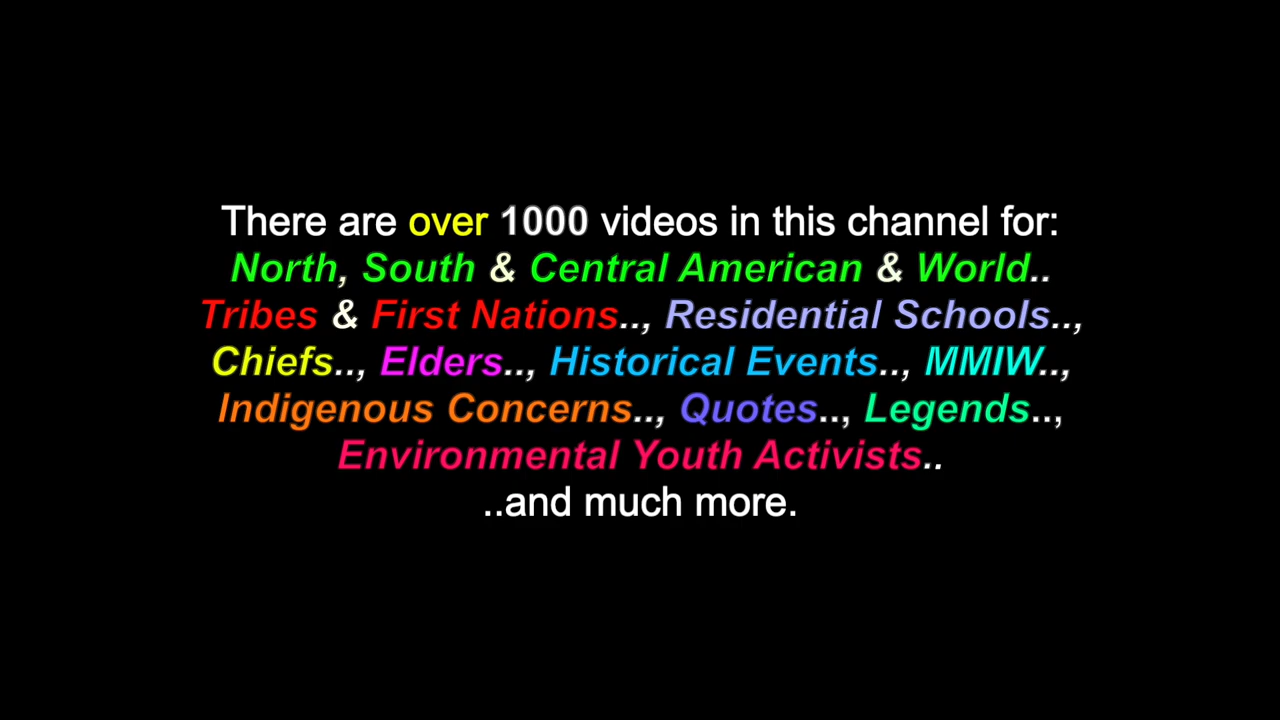 There are over 1000 videos in this channel for:
North, South & Central American & World..
Tribes & First Nations.., Residential Schools..,
Chiefs.., Elders.., Historical Events.., MMIW..,
Indigenous Concerns.., Quotes.., Legends..,
Environmental Youth Activists..
..and much more.